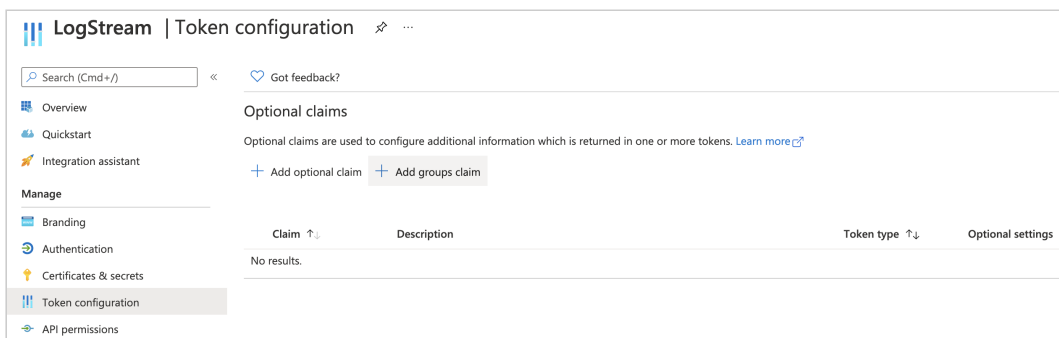 LogStream | Token configuration ...
Search (Cmd+/) «
Overview
Quickstart
Integration assistant
Manage
Branding
Authentication
Certificates & secrets
Token configuration
API permissions
Got feedback?
Optional claims
Optional claims are used to configure additional information which is returned in one or more tokens. Learn more
+ Add optional claim + Add groups claim
Claim ↑↓ Description Token type ↑↓ Optional settings
No results.